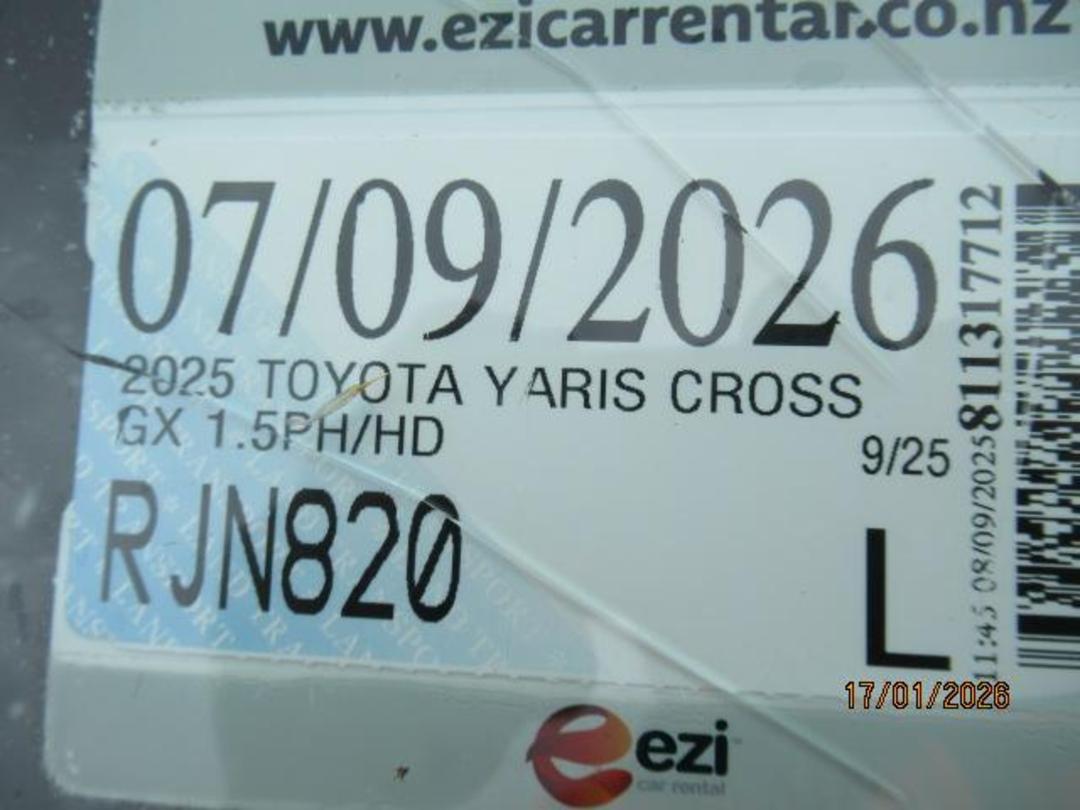 www.ezicarrental.co.nz
07/09/2026
2025 TOYOTA YARIS CROSS
GX 1.5PH/HD
9/25
RJN820
L
811317712
11:45 08/09/2025
17/01/2026
ezi
car rental